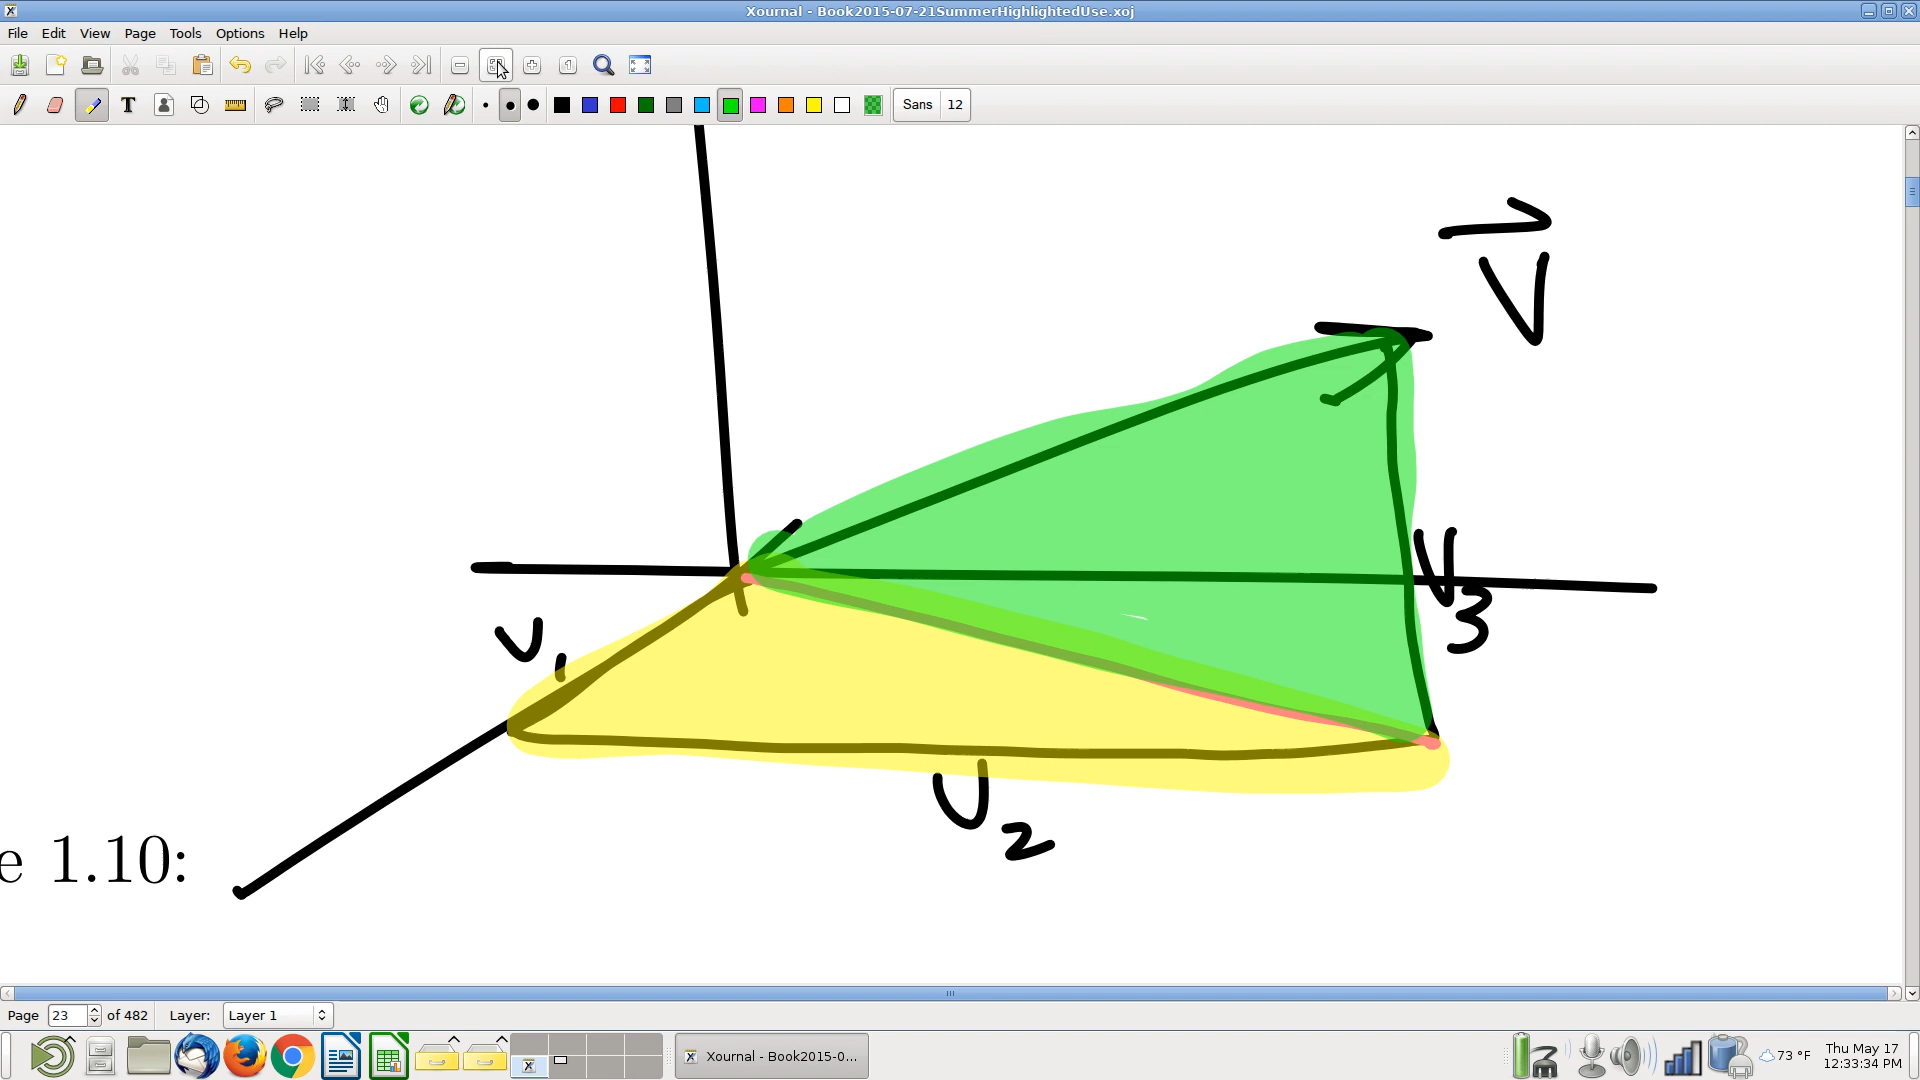 Xournal - Book2015-07-21SummerHighlightedUse.xoj
File Edit View Page Tools Options Help
Sans 12
V
V3
V1
V2
e 1.10:
Page 23 of 482 Layer: Layer 1
Xournal - Book2015-0...
73 °F
Thu May 17
12:33:34 PM